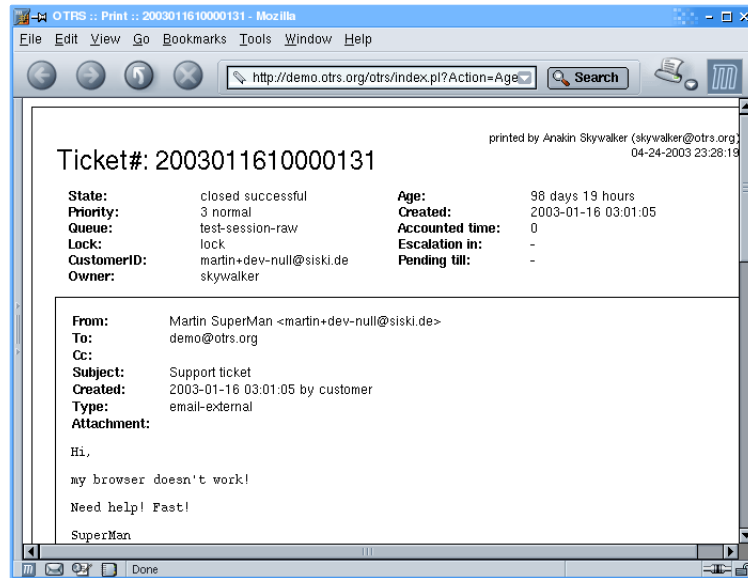 OTRS :: Print :: 2003011610000131 - Mozilla
File Edit View Go Bookmarks Tools Window Help
http://demo.otrs.org/otrs/index.pl?Action=Age Search
printed by Anakin Skywalker (skywalker@otrs.org)
Ticket#: 2003011610000131 04-24-2003 23:28:19
State: closed successful Age: 98 days 19 hours
Priority: 3 normal Created: 2003-01-16 03:01:05
Queue: test-session-raw Accounted time: 0
Lock: lock Escalation in: -
CustomerID: martin+dev-null@siski.de Pending till: -
Owner: skywalker
From: Martin SuperMan <martin+dev-null@siski.de>
To: demo@otrs.org
Cc:
Subject: Support ticket
Created: 2003-01-16 03:01:05 by customer
Type: email-external
Attachment:
Hi,
my browser doesn't work!
Need help! Fast!
SuperMan
Done